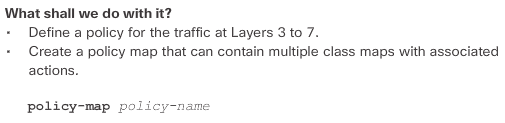 What shall we do with it?
· Define a policy for the traffic at Layers 3 to 7.
· Create a policy map that can contain multiple class maps with associated
actions.
policy-map policy-name